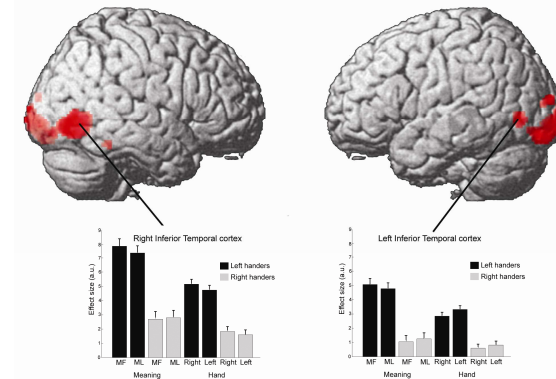 Right Inferior Temporal cortex
9
8
7
6
5
4
3
2
1
Effect size (a.u.)
Left handers
Right handers
MF ML MF ML Right Left Right Left
Meaning Hand
Left Inferior Temporal cortex
9
8
7
6
5
4
3
2
1
Effect size (a.u.)
Left handers
Right handers
MF ML MF ML Right Left Right Left
Meaning Hand